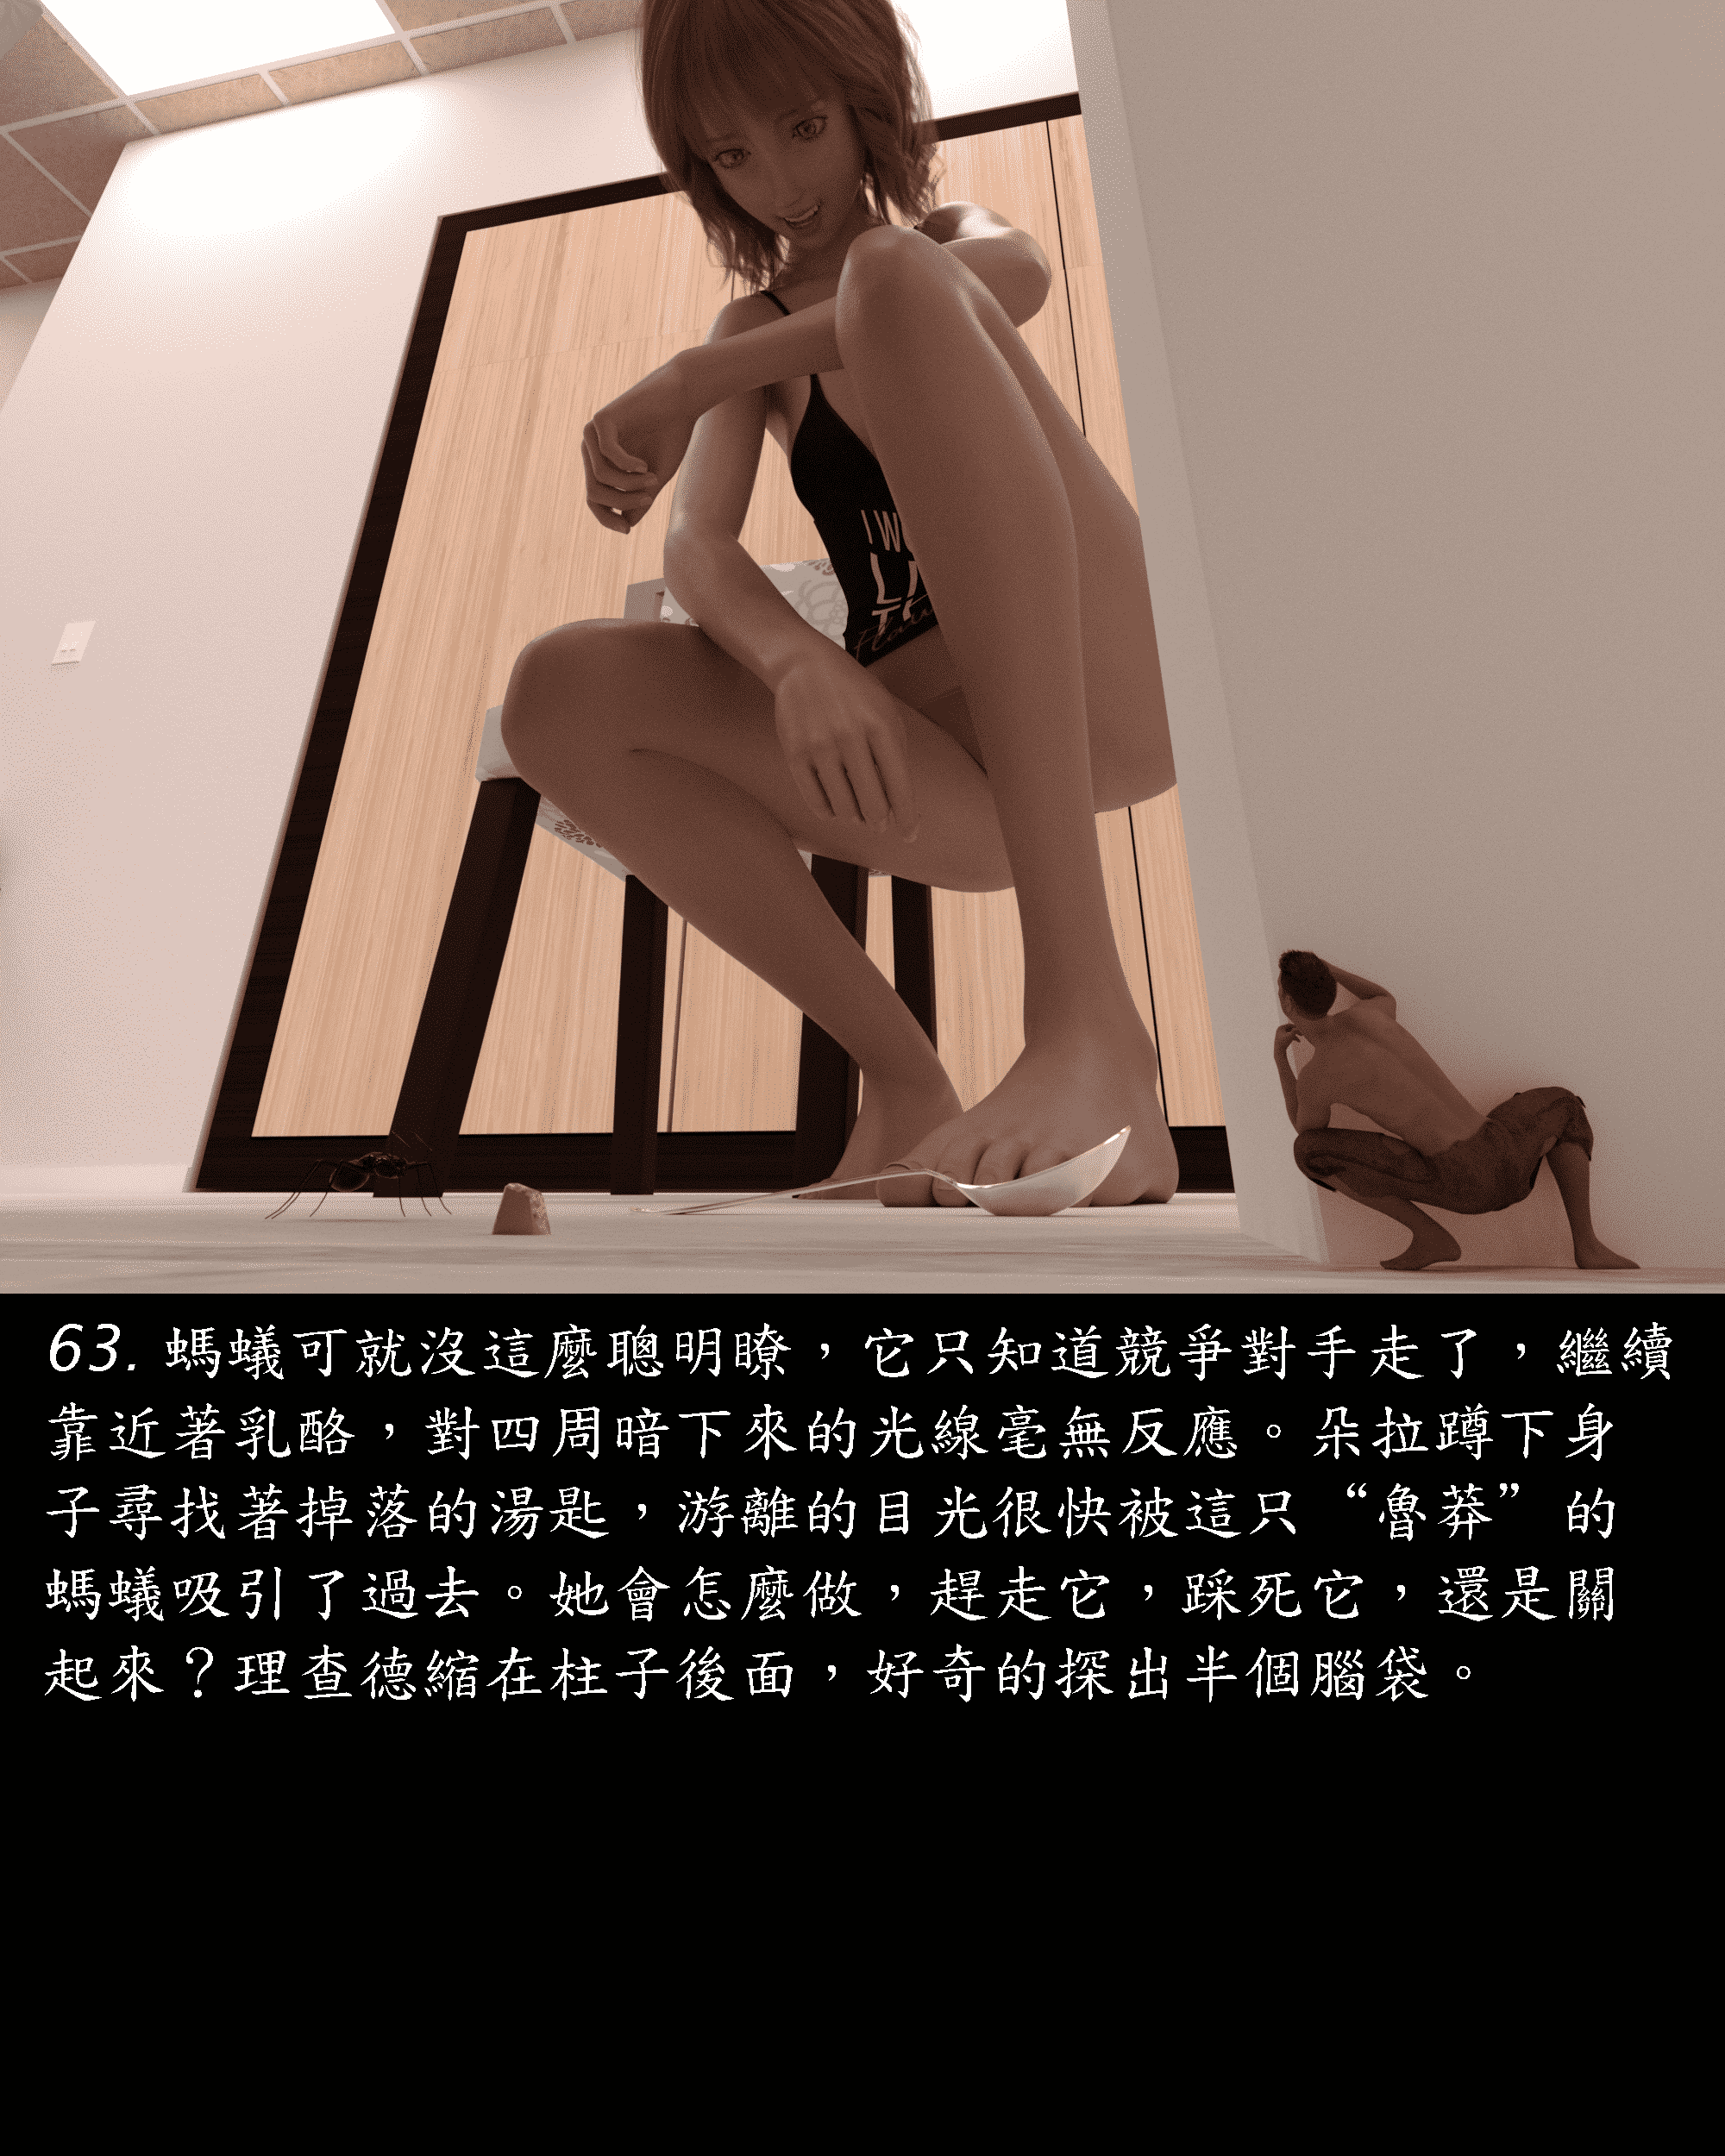 I W
L
T
Flaw
63. 螞蟻可就沒這麼聰明瞭，它只知道競爭對手走了，繼續
靠近著乳酪，對四周暗下來的光線毫無反應。朵拉蹲下身
子尋找著掉落的湯匙，游離的目光很快被這只“魯莽”的
螞蟻吸引了過去。她會怎麼做，趕走它，踩死它，還是關
起來？理查德縮在柱子後面，好奇的探出半個腦袋。